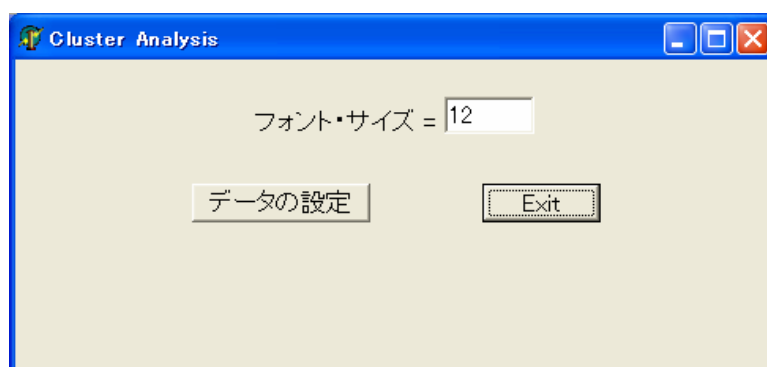 Cluster Analysis
フォント・サイズ = 12
データの設定 Exit